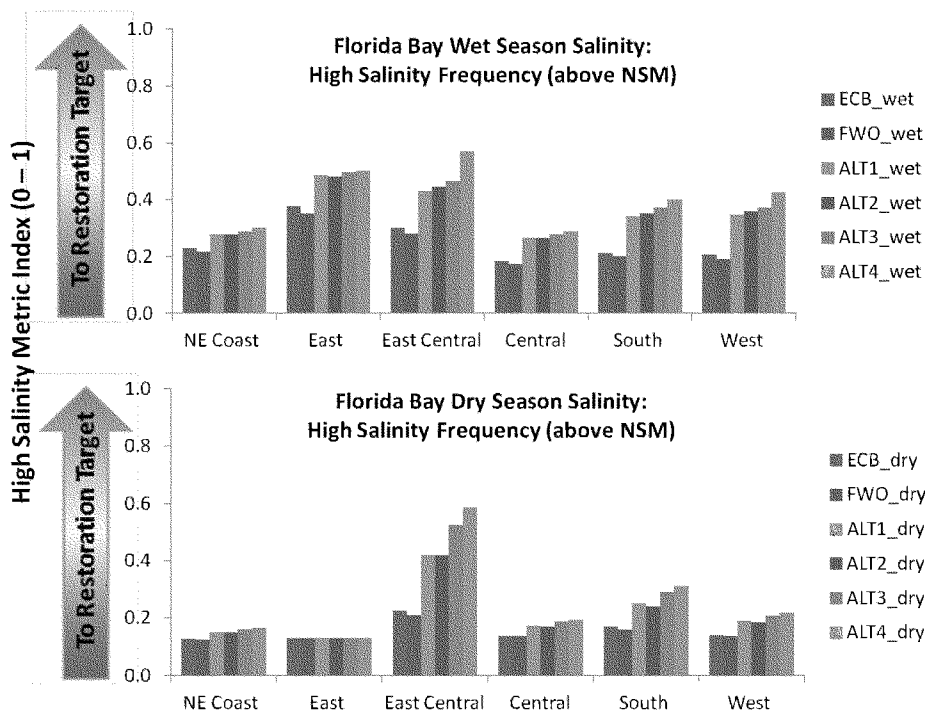 High Salinity Metric Index (0 – 1)
To Restoration Target
Florida Bay Wet Season Salinity:
High Salinity Frequency (above NSM)
1.0
0.8
0.6
0.4
0.2
0.0
NE Coast
East
East Central
Central
South
West
ECB_wet
FWO_wet
ALT1_wet
ALT2_wet
ALT3_wet
ALT4_wet
To Restoration Target
Florida Bay Dry Season Salinity:
High Salinity Frequency (above NSM)
1.0
0.8
0.6
0.4
0.2
0.0
NE Coast
East
East Central
Central
South
West
ECB_dry
FWO_dry
ALT1_dry
ALT2_dry
ALT3_dry
ALT4_dry